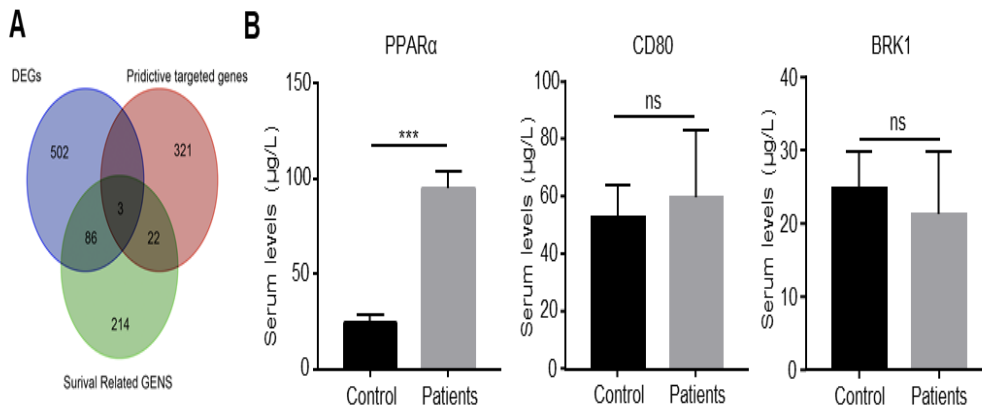 A
DEGs
Pridictive targeted genes
502
321
3
86
22
214
Surival Related GENS
B
PPARα
Serum levels (µg/L)
150
100
50
0
***
Control
Patients
CD80
Serum levels (µg/L)
100
80
60
40
20
0
ns
Control
Patients
BRK1
Serum levels (µg/L)
40
30
20
10
0
ns
Control
Patients